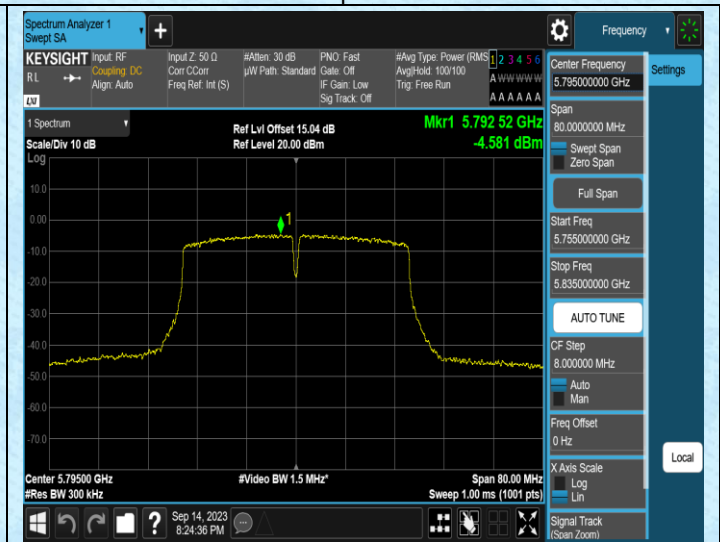 Spectrum Analyzer 1
Swept SA
+
Frequency
KEYSIGHT
RL
LXI
Input: RF
Coupling: DC
Align: Auto
Input Z: 50 Ω
Corr CCorr
Freq Ref: Int (S)
#Atten: 30 dB
µW Path: Standard
PNO: Fast
Gate: Off
IF Gain: Low
Sig Track: Off
#Avg Type: Power (RMS
Avg|Hold: 100/100
Trig: Free Run
1 2 3 4 5 6
A W W W W W
A A A A A A
1 Spectrum
Scale/Div 10 dB
Log
Ref Lvl Offset 15.04 dB
Ref Level 20.00 dBm
Mkr1 5.792 52 GHz
-4.581 dBm
10.0
0.00
-10.0
-20.0
-30.0
-40.0
-50.0
-60.0
-70.0
1
Center 5.79500 GHz
#Res BW 300 kHz
#Video BW 1.5 MHz*
Span 80.00 MHz
Sweep 1.00 ms (1001 pts)
?
Sep 14, 2023
8:24:36 PM
Center Frequency
5.795000000 GHz
Span
80.0000000 MHz
Swept Span
Zero Span
Full Span
Start Freq
5.755000000 GHz
Stop Freq
5.835000000 GHz
AUTO TUNE
CF Step
8.000000 MHz
Auto
Man
Freq Offset
0 Hz
X Axis Scale
Log
Lin
Signal Track
(Span Zoom)
Settings
Local